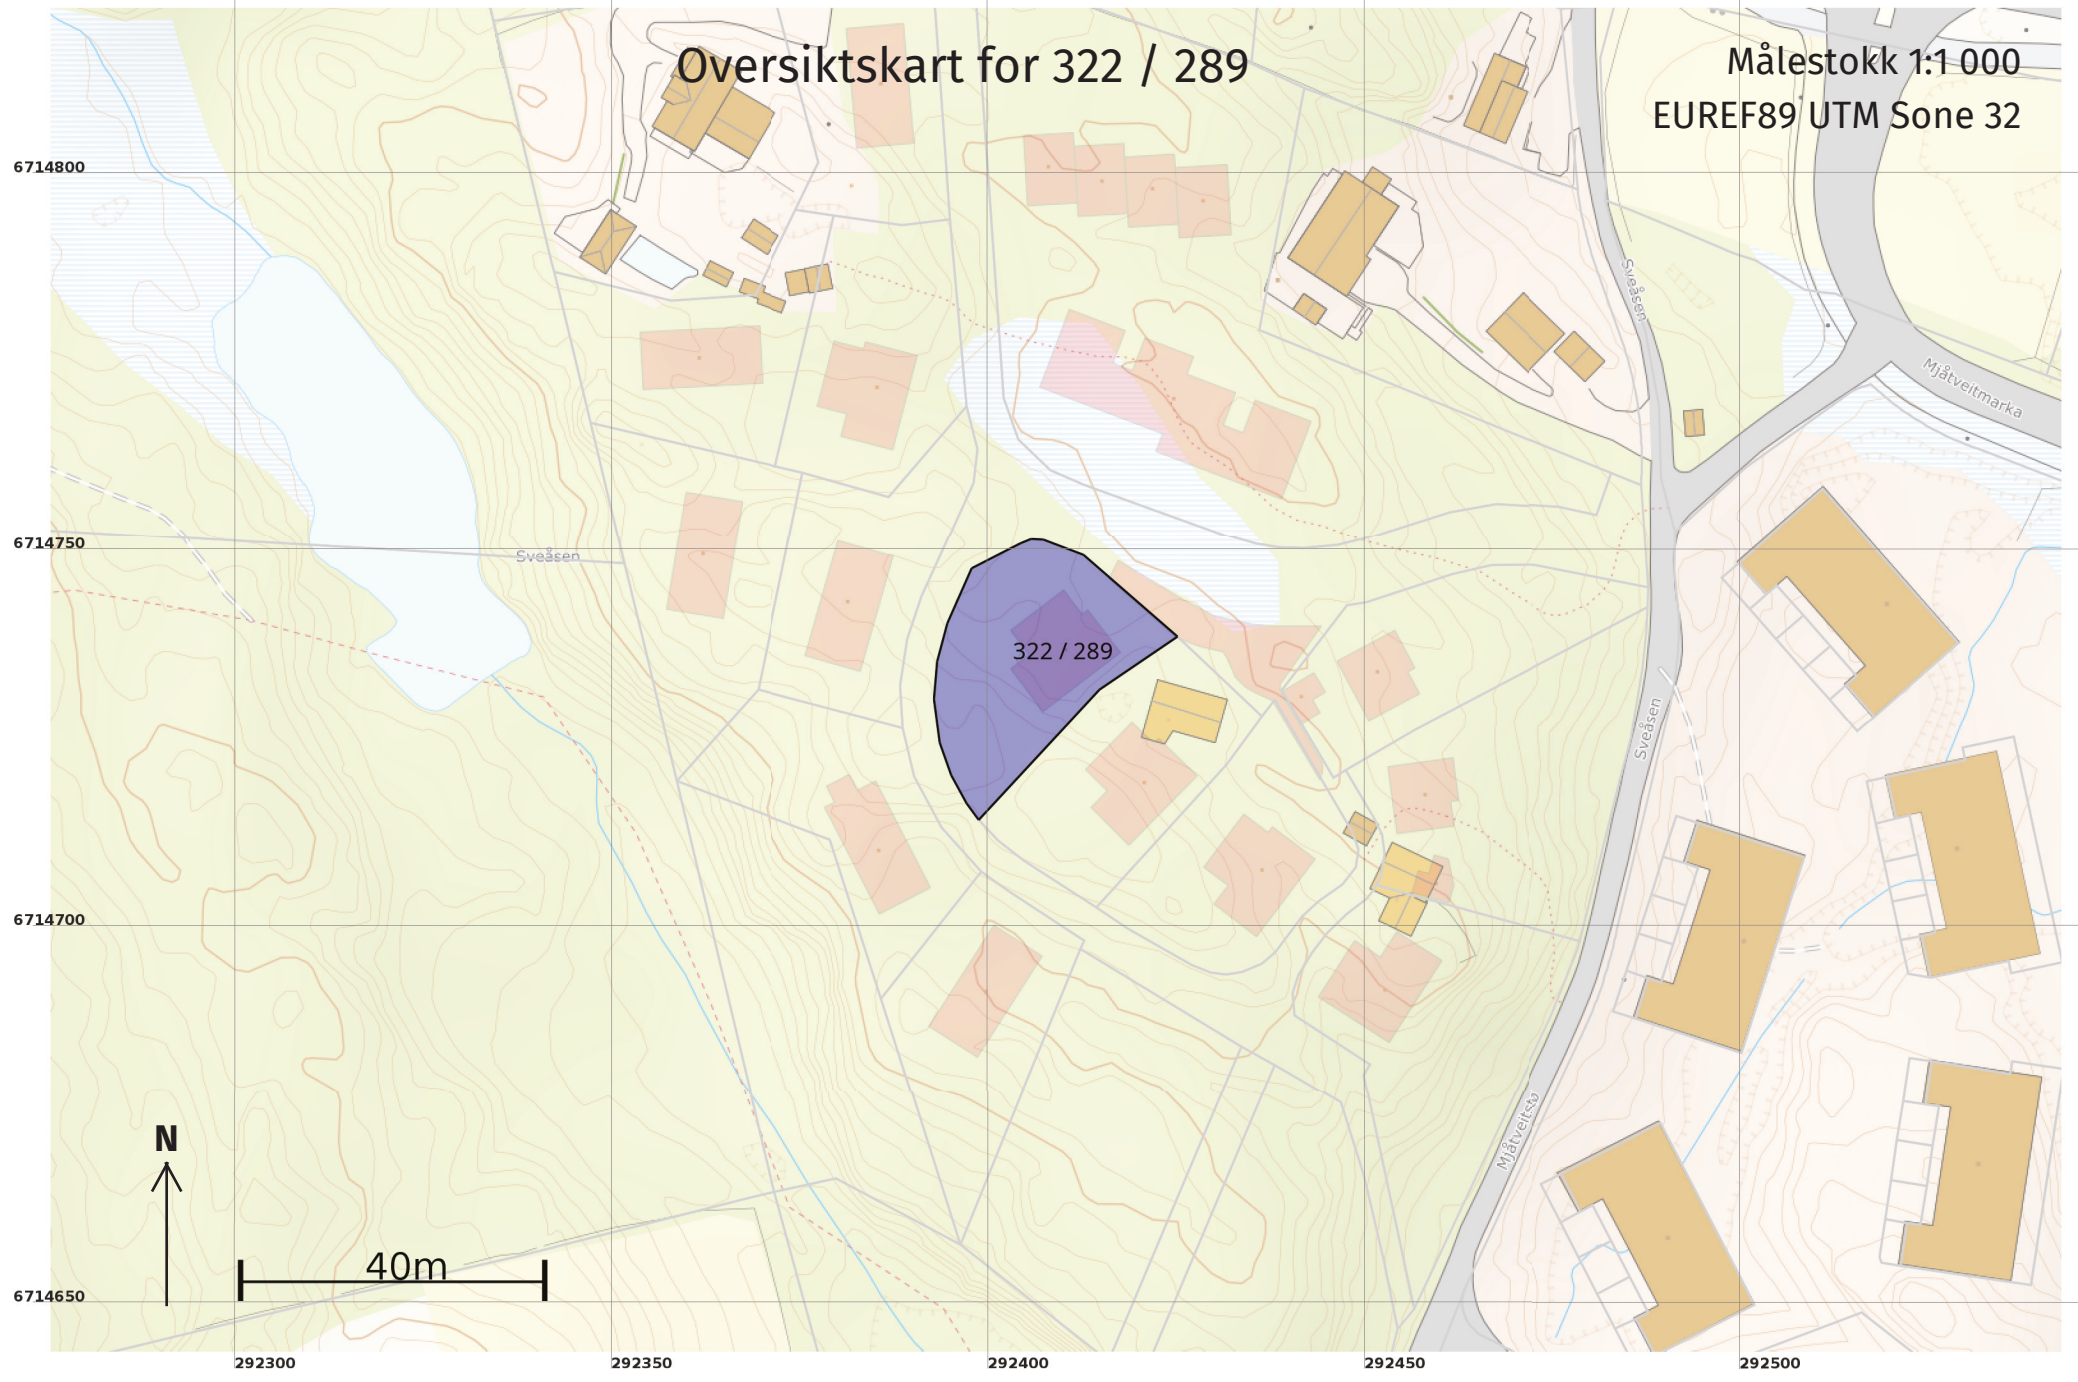 Oversiktskart for 322 / 289
Målestokk 1:1 000
EUREF89 UTM Sone 32
6714800
Sveåsen
Mjåtveitmarka
6714750
Sveåsen
322 / 289
Sveåsen
6714700
Mjåtveitstø
N
40m
6714650
292300
292350
292400
292450
292500